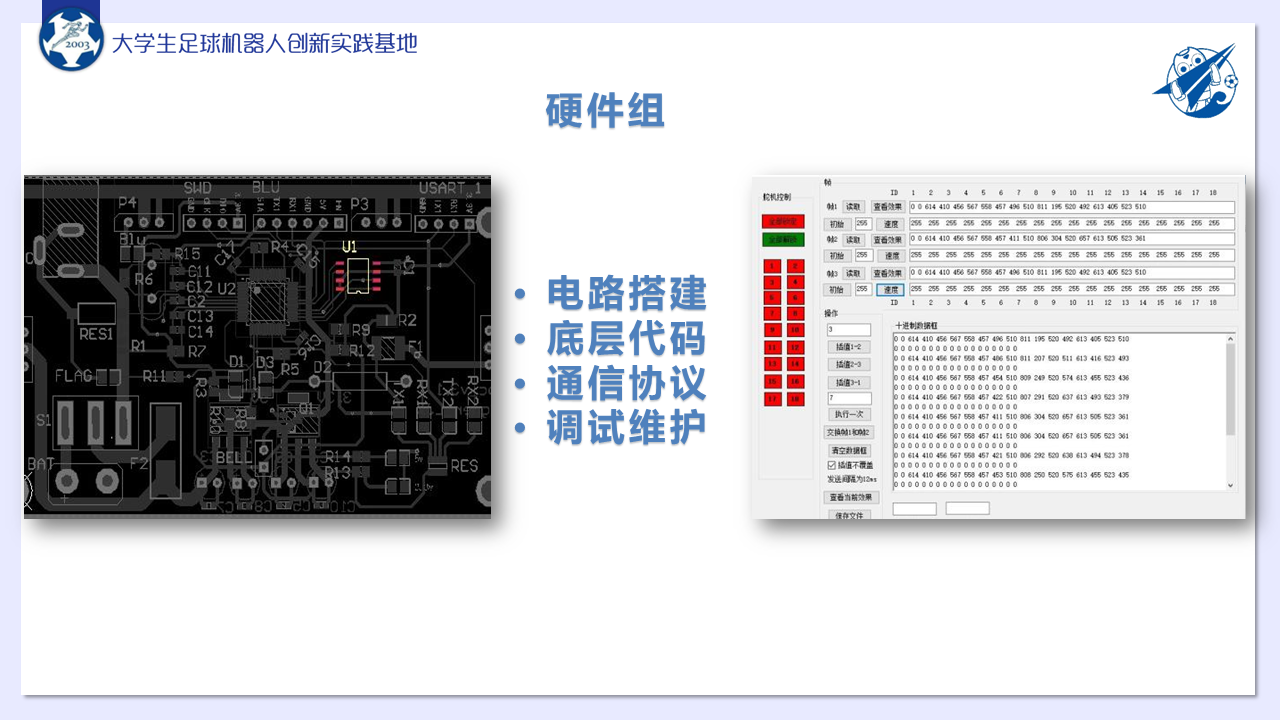 2003
大学生足球机器人创新实践基地
硬件组
• 电路搭建
• 底层代码
• 通信协议
• 调试维护
SWD
BLU
USART_1
P4
P3
U1
R15
R4
C11
R6
C12
U2
C2
C13
C14
RES1
R1
R7
R9
R2
R12
D1
D3
R5
D2
FLAG
R11
R3
S1
TX1
RX1
TX2
RX2
BAT
F2
BELL
R14
R13
RES
舵机控制
帧
ID 1 2 3 4 5 6 7 8 9 10 11 12 13 14 15 16 17 18
帧1 读取 查看效果 0 0 614 410 456 567 558 457 496 510 811 195 520 492 613 405 523 510
初始 255 速度 255 255 255 255 255 255 255 255 255 255 255 255 255 255 255 255 255 255
帧2 读取 查看效果 0 0 614 410 456 567 558 457 411 510 806 304 520 657 613 505 523 361
初始 255 速度 255 255 255 255 255 255 255 255 255 255 255 255 255 255 255 255 255 255
帧3 读取 查看效果 0 0 614 410 456 567 558 457 496 510 811 195 520 492 613 405 523 510
初始 255 速度 255 255 255 255 255 255 255 255 255 255 255 255 255 255 255 255 255 255
ID 1 2 3 4 5 6 7 8 9 10 11 12 13 14 15 16 17 18
操作
3
插值1-2
插值2-3
插值3-1
7
执行一次
交换帧1和帧2
清空数据框
插值不覆盖
发送间隔为12ms
查看当前效果
保存文件
十进制数据框
0 0 614 410 456 567 558 457 496 510 811 195 520 492 613 405 523 510
0 0 0 0 0 0 0 0 0 0 0 0 0 0 0 0 0 0
0 0 614 410 456 567 558 457 486 510 811 207 520 511 613 416 523 493
0 0 0 0 0 0 0 0 0 0 0 0 0 0 0 0 0 0
0 0 614 410 456 567 558 457 454 510 809 249 520 574 613 455 523 436
0 0 0 0 0 0 0 0 0 0 0 0 0 0 0 0 0 0
0 0 614 410 456 567 558 457 422 510 807 291 520 637 613 493 523 379
0 0 0 0 0 0 0 0 0 0 0 0 0 0 0 0 0 0
0 0 614 410 456 567 558 457 411 510 806 304 520 657 613 505 523 361
0 0 0 0 0 0 0 0 0 0 0 0 0 0 0 0 0 0
0 0 614 410 456 567 558 457 411 510 806 304 520 657 613 505 523 361
0 0 0 0 0 0 0 0 0 0 0 0 0 0 0 0 0 0
0 0 614 410 456 567 558 457 421 510 806 292 520 638 613 494 523 378
0 0 0 0 0 0 0 0 0 0 0 0 0 0 0 0 0 0
0 0 614 410 456 567 558 457 453 510 808 250 520 575 613 455 523 435
0 0 0 0 0 0 0 0 0 0 0 0 0 0 0 0 0 0